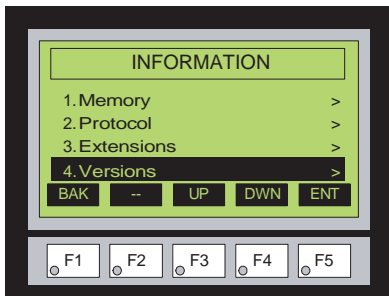 INFORMATION
1. Memory >
2. Protocol >
3. Extensions >
4. Versions >
BAK -- UP DWN ENT
F1 F2 F3 F4 F5